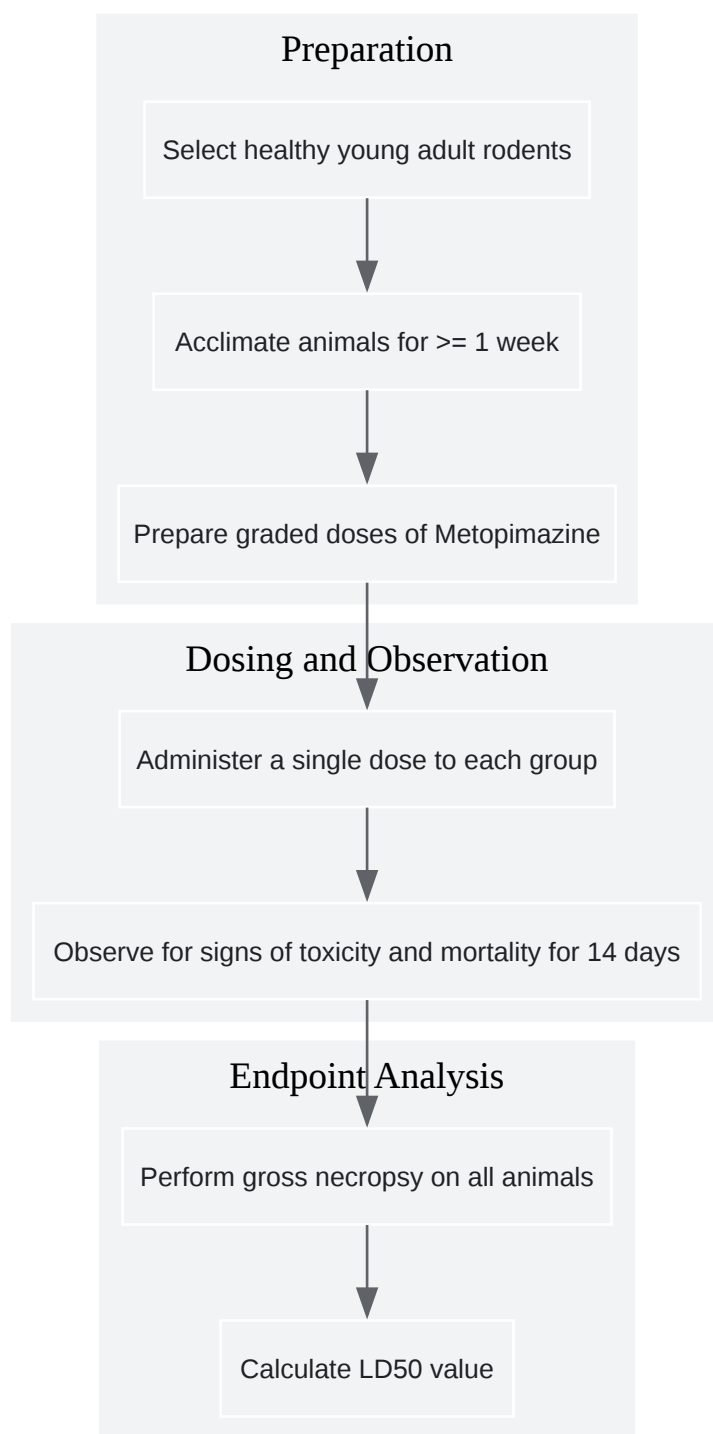 Preparation
Select healthy young adult rodents
Acclimate animals for >= 1 week
Prepare graded doses of Metopimazine
Dosing and Observation
Administer a single dose to each group
Observe for signs of toxicity and mortality for 14 days
Endpoint Analysis
Perform gross necropsy on all animals
Calculate LD50 value